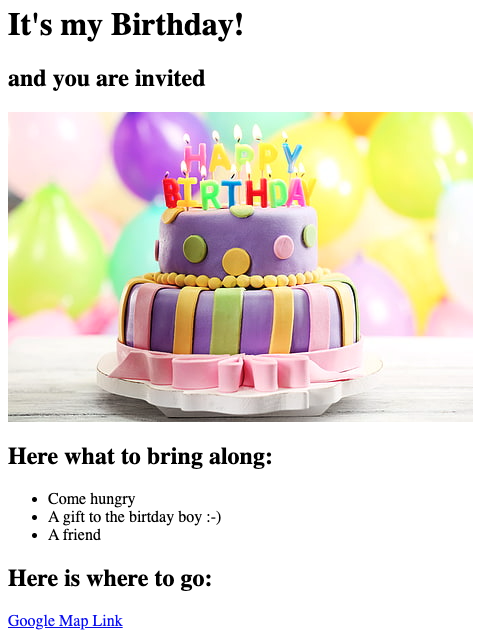 It's my Birthday!
and you are invited
HAPPY
BIRTHDAY
Here what to bring along:
Come hungry
A gift to the birtday boy :-)
A friend
Here is where to go:
Google Map Link